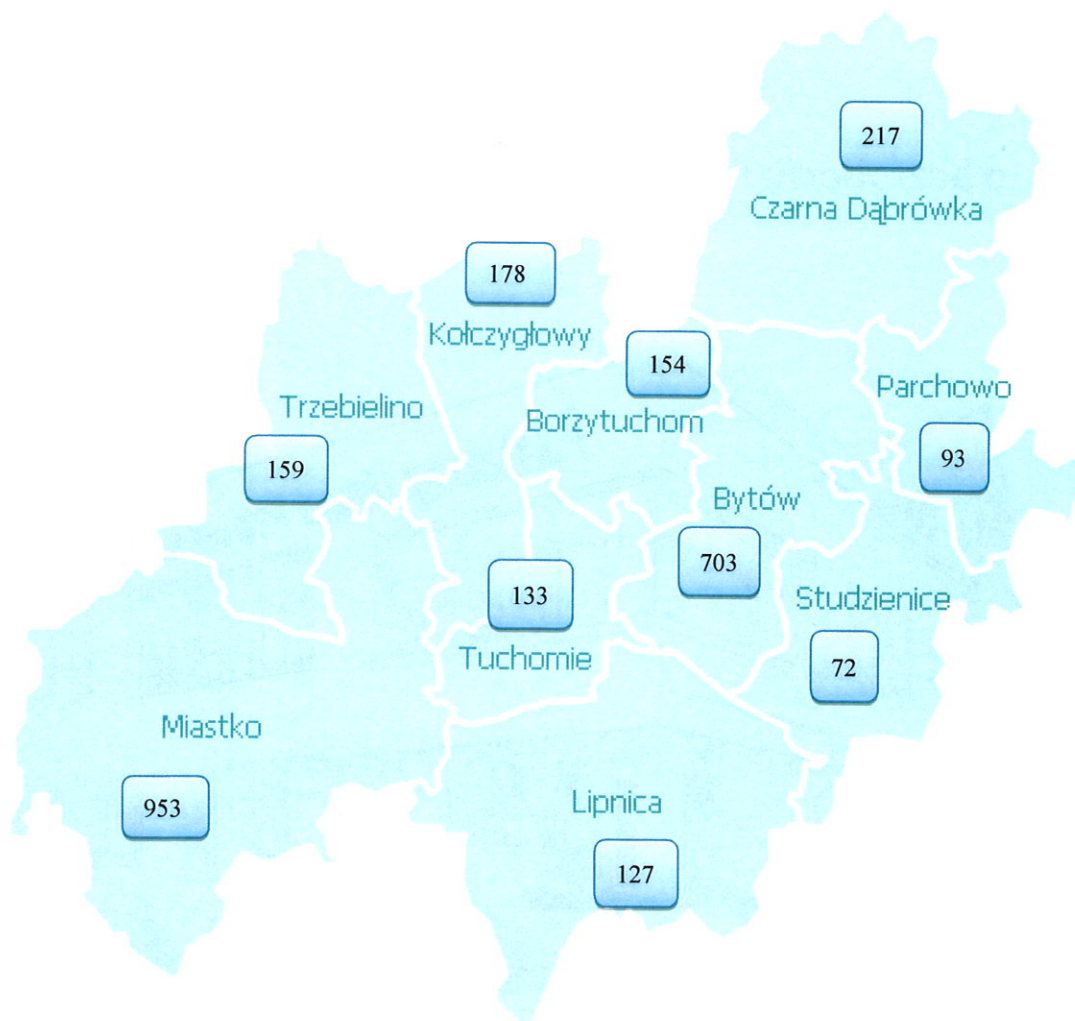 217
Czarna Dąbrówka
178
Kołczygłowy
154
Borzytuchom
Parchowo
93
Trzebielino
159
Bytów
703
133
Tuchomie
Studzienice
72
Miastko
953
Lipnica
127